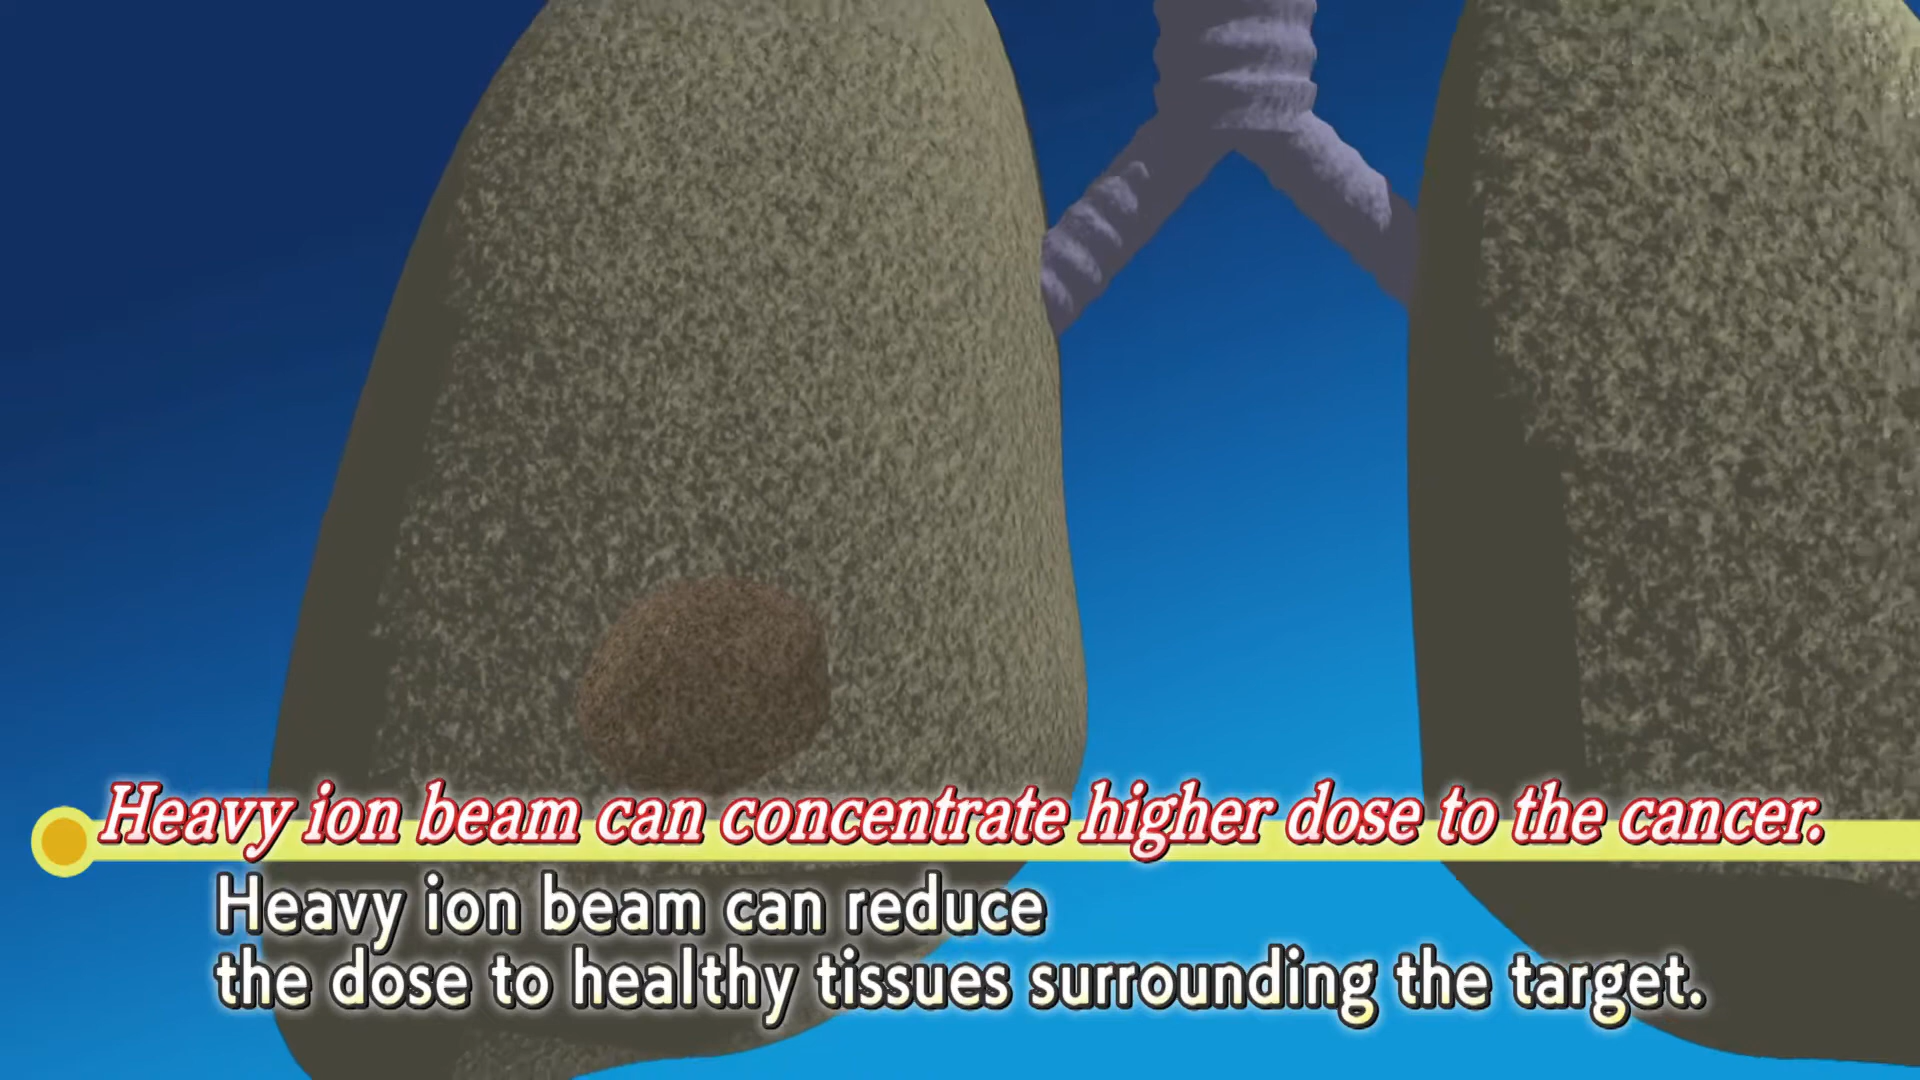 Heavy ion beam can concentrate higher dose to the cancer.
Heavy ion beam can reduce
the dose to healthy tissues surrounding the target.